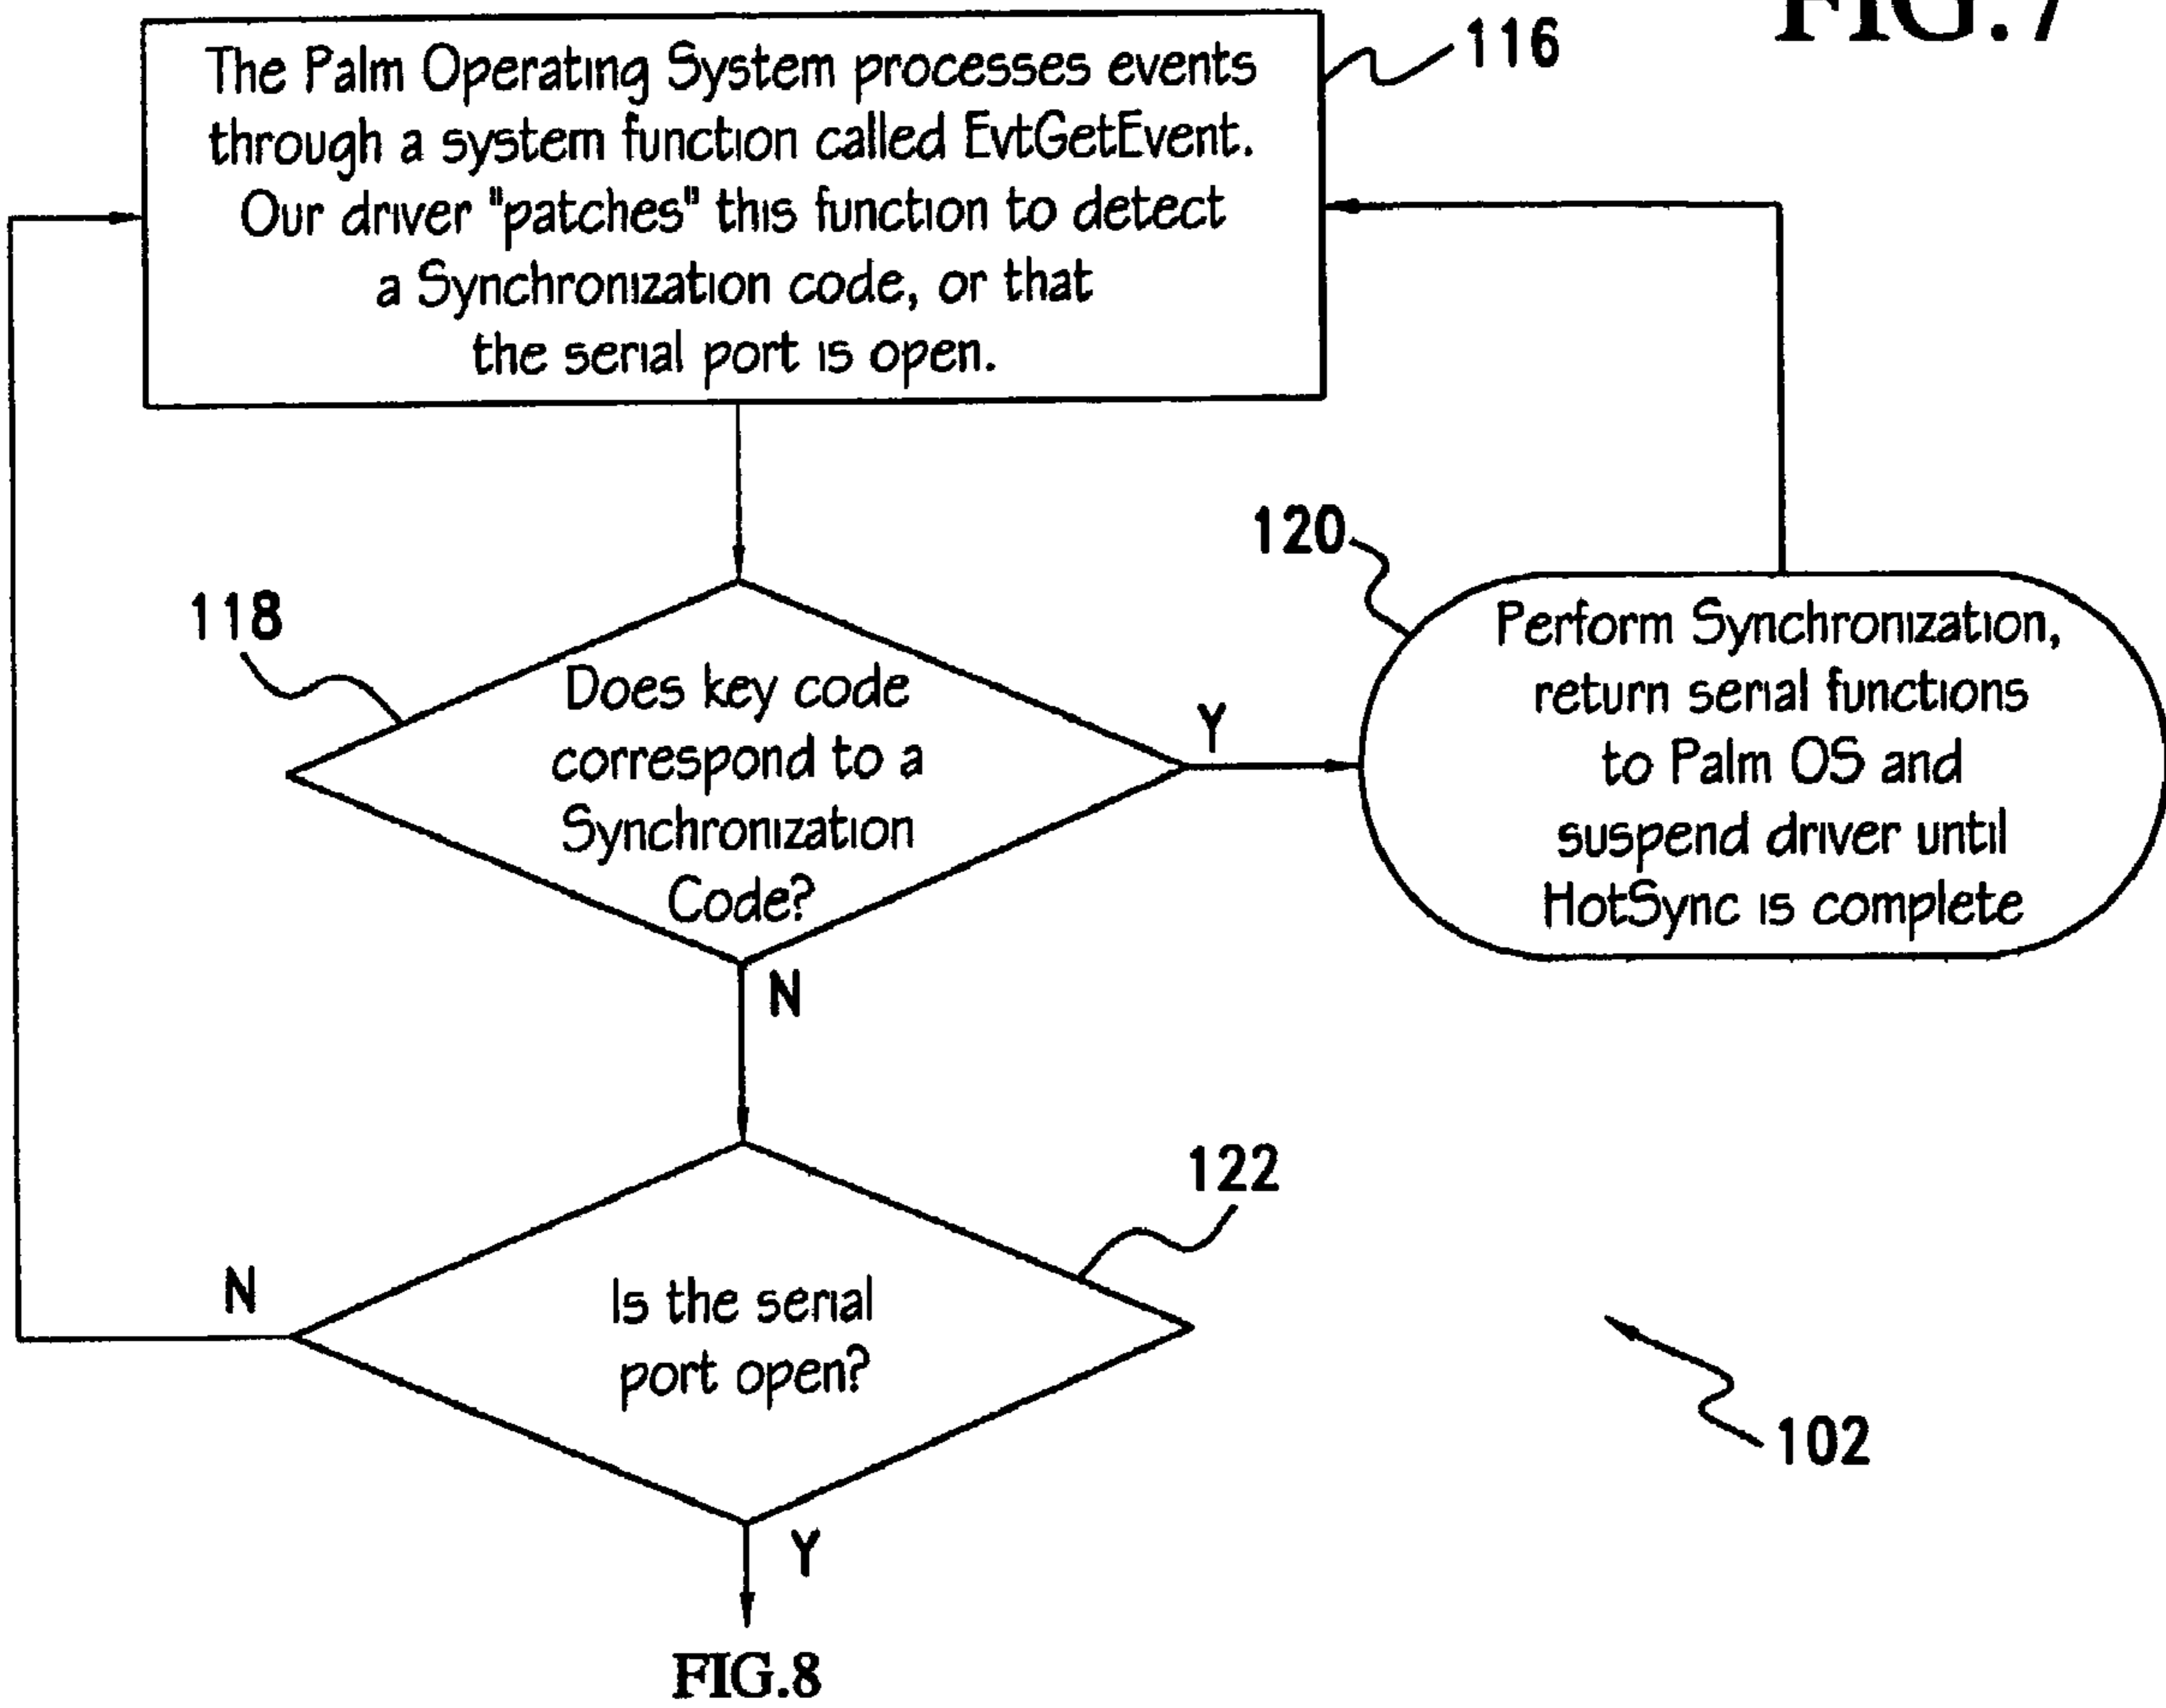 FIG.7
116
The Palm Operating System processes events
through a system function called EvtGetEvent.
Our driver "patches" this function to detect
a Synchronization code, or that
the serial port is open.
118
Does key code
correspond to a
Synchronization
Code?
Y
N
120
Perform Synchronization,
return serial functions
to Palm OS and
suspend driver until
HotSync is complete
122
Is the serial
port open?
N
Y
102
FIG.8